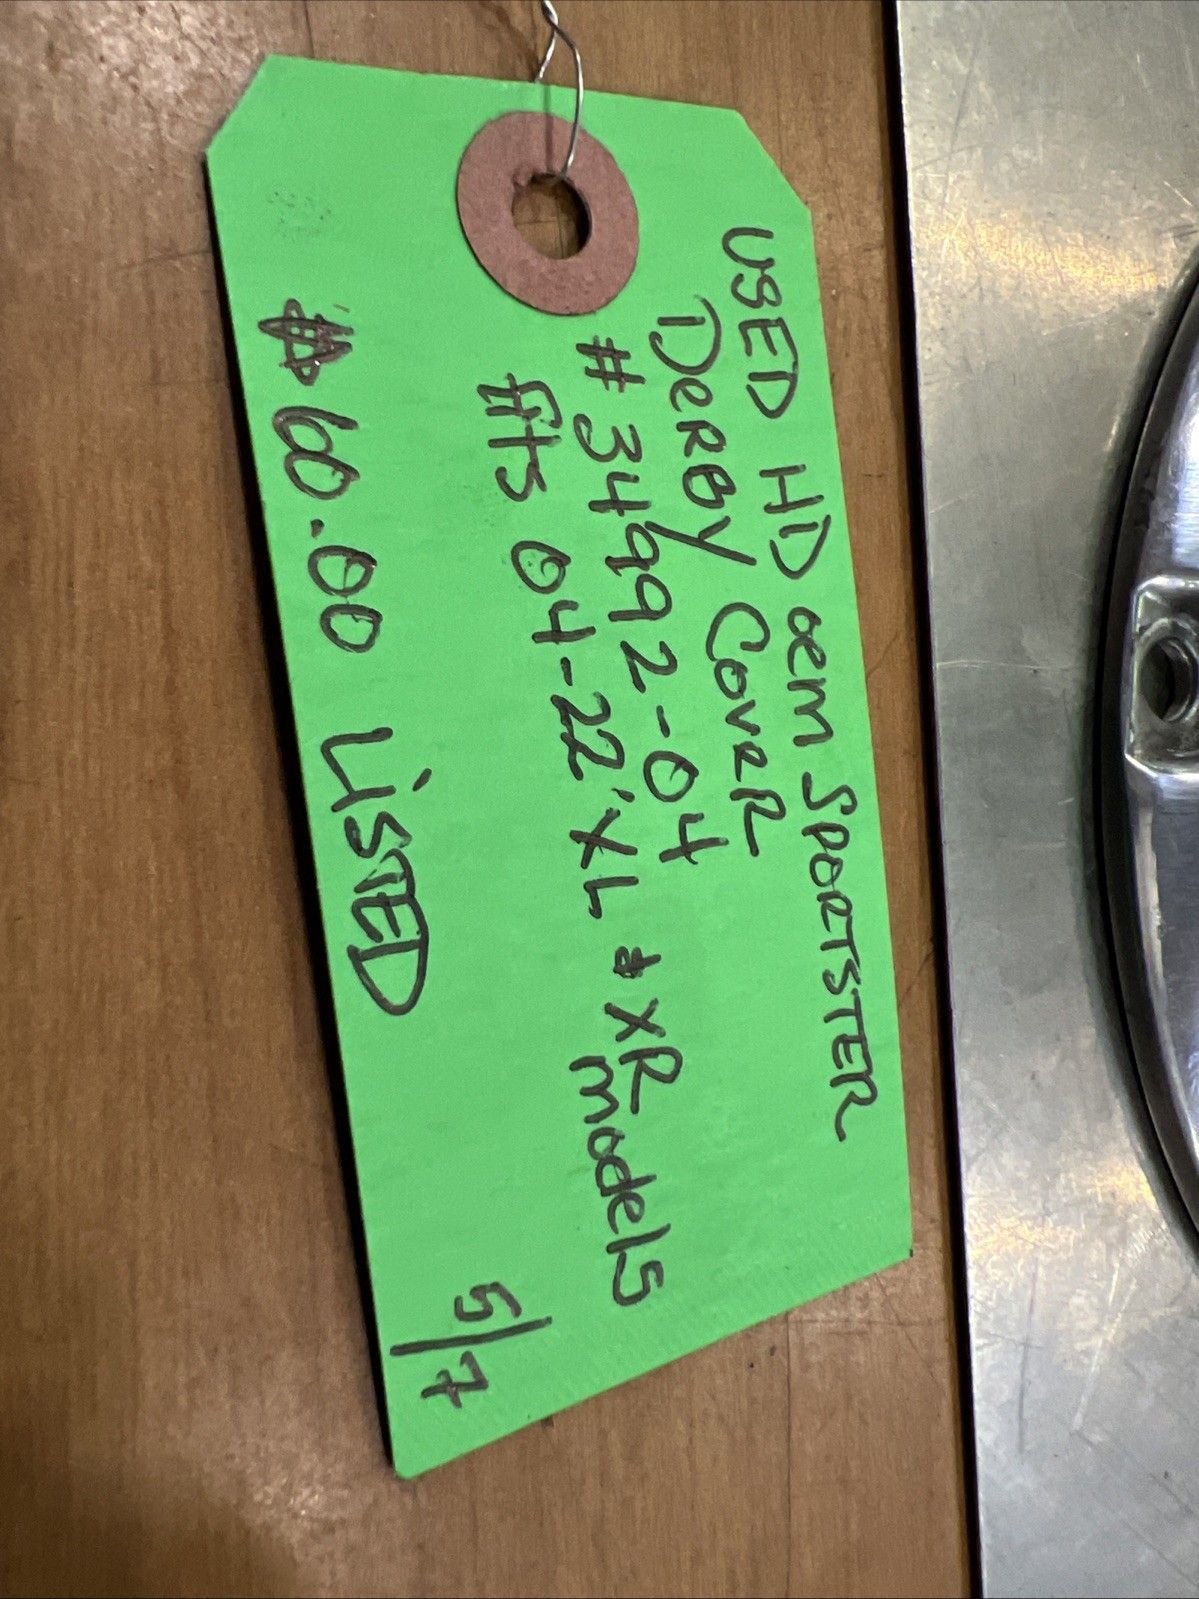 USED HD oem SPORTSTER
DeRBy CoveR
# 34992-04
fits 04-22' XL & XR
models
$60.00 LiSTED
5/7